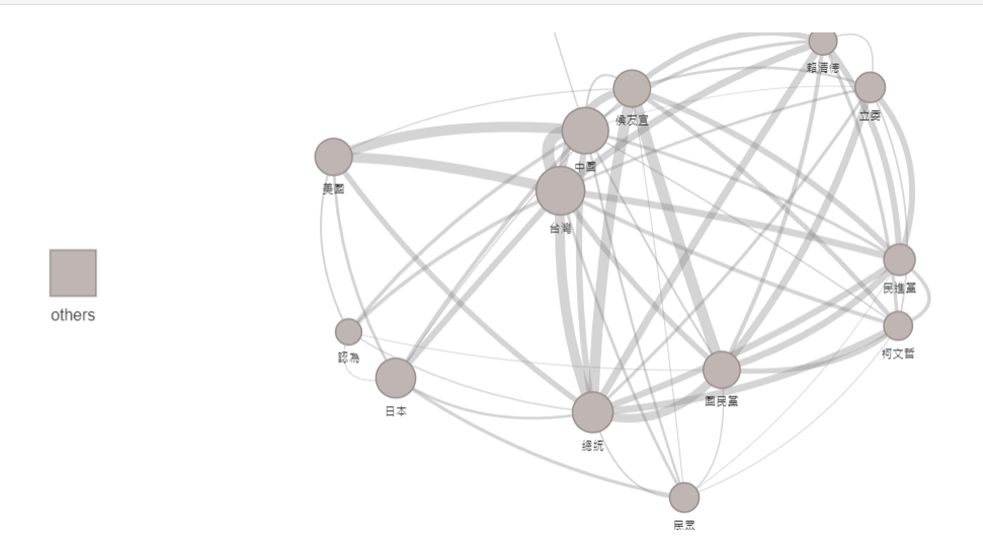 賴清德
立委
侯友宜
中國
美國
台灣
民進黨
others
柯文哲
認為
國民黨
日本
總統
民眾